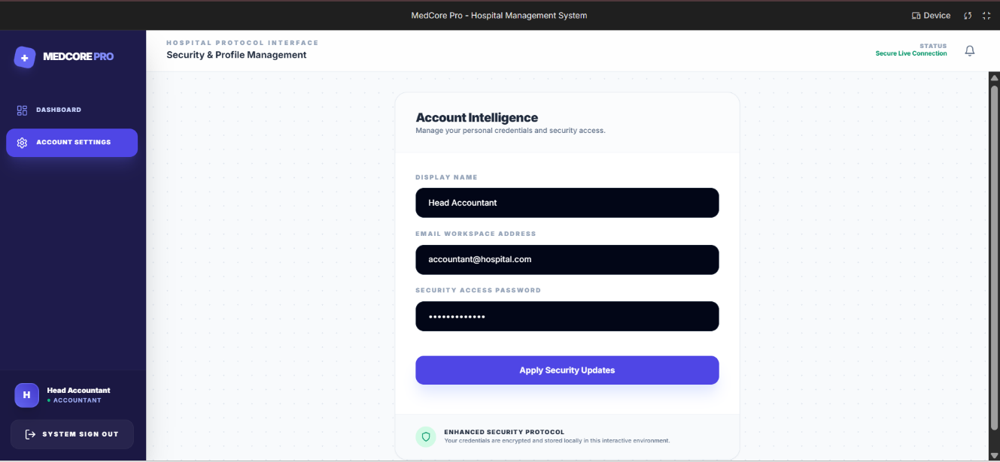 MedCore Pro - Hospital Management System
Device
MEDCORE PRO
HOSPITAL PROTOCOL INTERFACE
Security & Profile Management
STATUS
Secure Live Connection
DASHBOARD
ACCOUNT SETTINGS
Account Intelligence
Manage your personal credentials and security access.
DISPLAY NAME
Head Accountant
EMAIL WORKSPACE ADDRESS
accountant@hospital.com
SECURITY ACCESS PASSWORD
•••••••••••••
Apply Security Updates
ENHANCED SECURITY PROTOCOL
Your credentials are encrypted and stored locally in this interactive environment.
H
Head Accountant
ACCOUNTANT
SYSTEM SIGN OUT